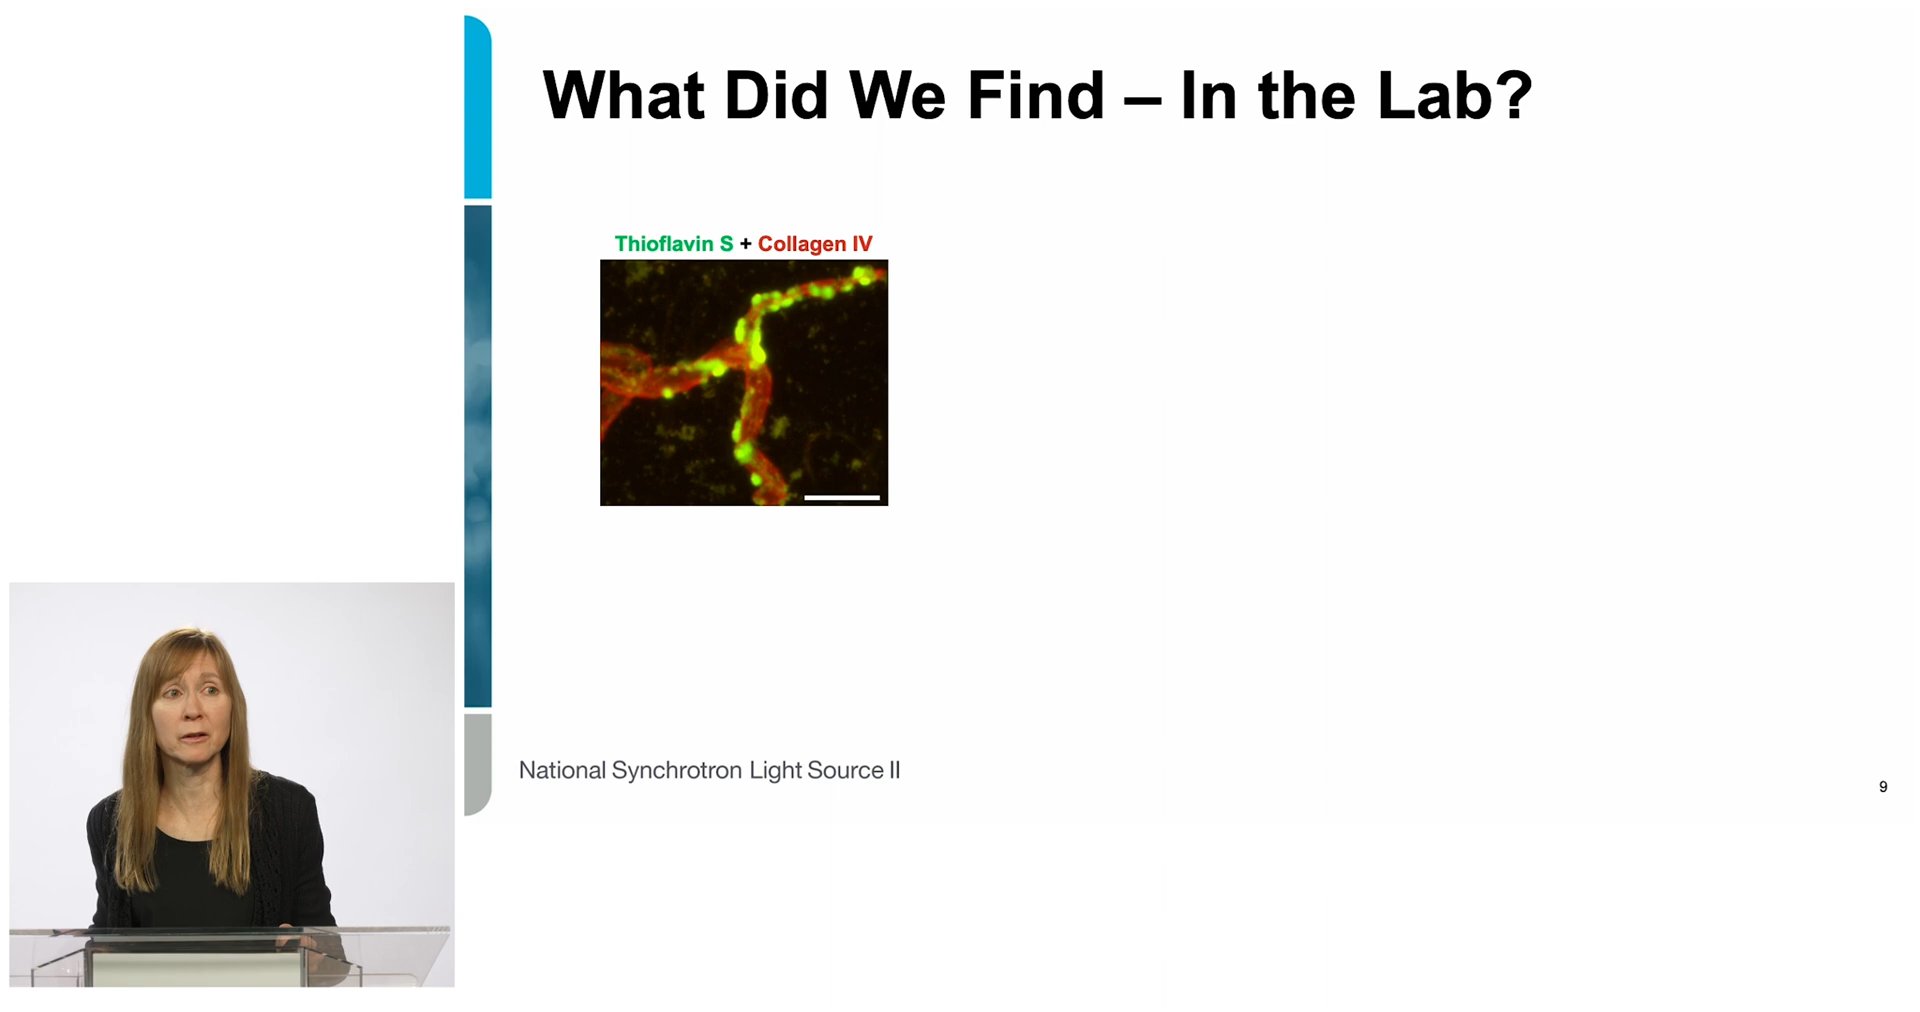 What Did We Find – In the Lab?
Thioflavin S + Collagen IV
National Synchrotron Light Source II
9